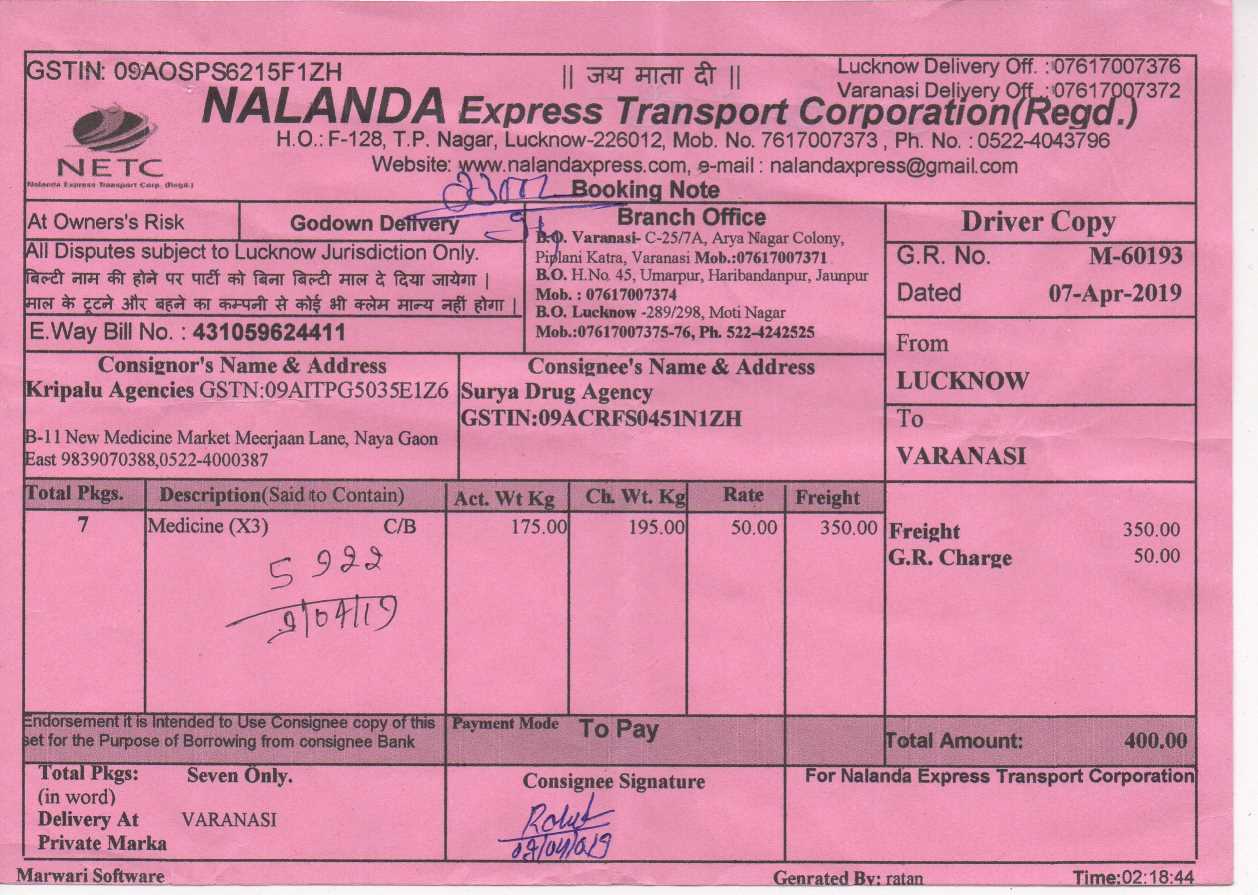 GSTIN: 09AOSPS6215F1ZH
|| जय माता दी ||
Lucknow Delivery Off. :07617007376
Varanasi Delivery Off. :07617007372
NALANDA Express Transport Corporation(Regd.)
H.O.: F-128, T.P. Nagar, Lucknow-226012, Mob. No. 7617007373 , Ph. No. : 0522-4043796
Website: www.nalandaxpress.com, e-mail : nalandaxpress@gmail.com
NETC
Nalanda Express Transport Corp. (Regd.)
Booking Note
At Owners's Risk
Godown Delivery
All Disputes subject to Lucknow Jurisdiction Only.
बिल्टी नाम की होने पर पार्टी को बिना बिल्टी माल दे दिया जायेगा |
माल के टूटने और बहने का कम्पनी से कोई भी क्लेम मान्य नहीं होगा |
E.Way Bill No. : 431059624411
Branch Office
B.O. Varanasi- C-25/7A, Arya Nagar Colony,
Piplani Katra, Varanasi Mob.:07617007371
B.O. H.No. 45, Umarpur, Haribandanpur, Jaunpur
Mob. : 07617007374
B.O. Lucknow -289/298, Moti Nagar
Mob.:07617007375-76, Ph. 522-4242525
Driver Copy
G.R. No. M-60193
Dated 07-Apr-2019
From
LUCKNOW
To
VARANASI
Consignor's Name & Address
Kripalu Agencies GSTN:09AITPG5035E1Z6
B-11 New Medicine Market Meerjaan Lane, Naya Gaon
East 9839070388,0522-4000387
Consignee's Name & Address
Surya Drug Agency
GSTIN:09ACRFS0451N1ZH
Total Pkgs. Description(Said to Contain) Act. Wt Kg Ch. Wt. Kg Rate Freight
7 Medicine (X3) C/B 175.00 195.00 50.00 350.00
5922
9/04/19
Freight 350.00
G.R. Charge 50.00
Endorsement it is Intended to Use Consignee copy of this
set for the Purpose of Borrowing from consignee Bank
Payment Mode To Pay
Total Amount: 400.00
Total Pkgs: Seven Only.
(in word)
Delivery At VARANASI
Private Marka
Consignee Signature
Rohit
For Nalanda Express Transport Corporation
Marwari Software
Genrated By: ratan
Time:02:18:44